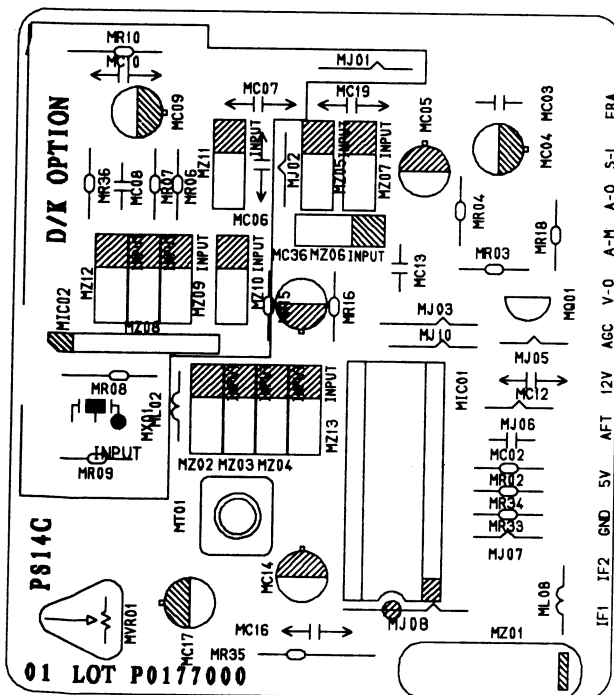 MR10
MC10
MC09
MJ01
MC07
MC19
MC05
MC03
MC04
FBA
S-L
A-O
A-M
V-O
AGC
12V
AFT
5V
GND
IF2
IF1
D/K OPTION
MR36
MC08
MR07
MR06
MZ11
INPUT
MC06
MJ02
MZ05
INPUT
MZ07
MR04
MR18
MC36
MZ06
INPUT
MC13
MR03
MZ12
INPUT
MZ09
INPUT
MZ10
MR16
MIC02
MZ08
MJ03
MJ10
MQ01
MJ05
MR08
MX01
ML02
INPUT
MR09
INPUT
MZ13
MZ02
MZ03
MZ04
MIC01
MC12
MJ06
MC02
MR02
MR34
MR33
MJ07
MT01
PS14C
MC14
MVR01
MC17
MC16
MR35
MJ08
ML08
MZ01
01 LOT P0177000